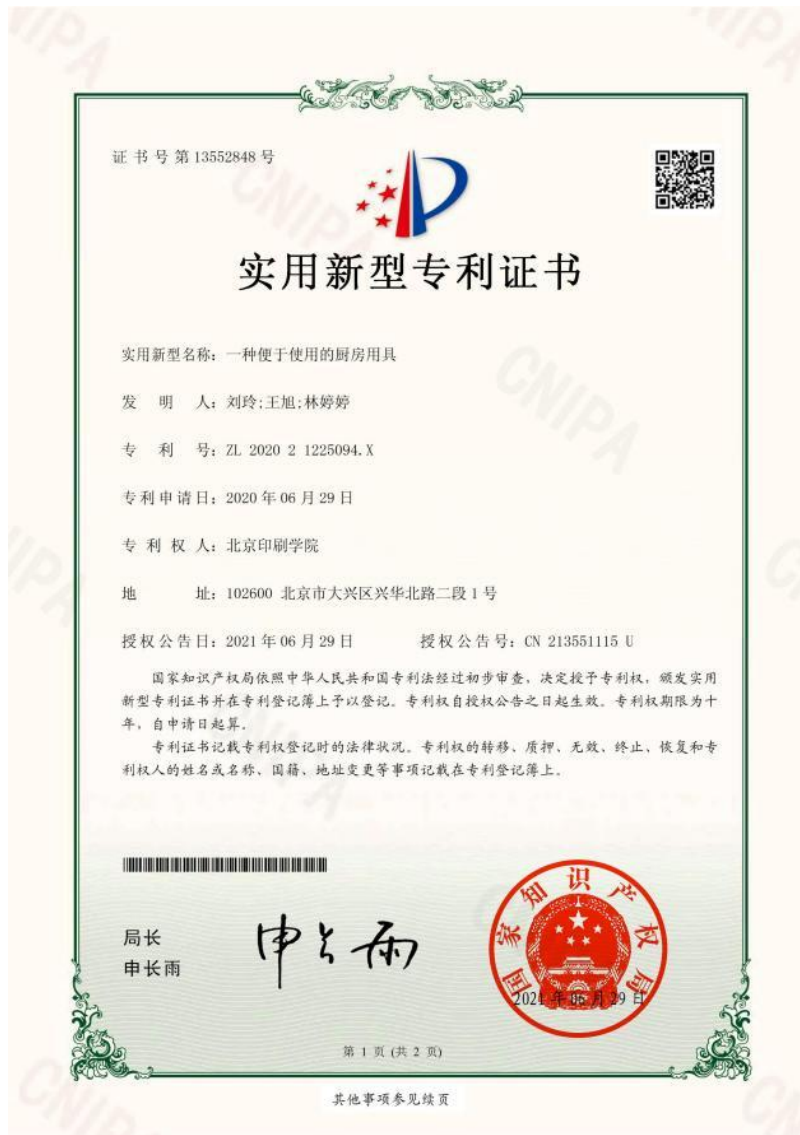 证书号第13552848号
实用新型专利证书
实用新型名称：一种便于使用的厨房用具
发明人：刘玲;王旭;林婷婷
专利号：ZL 2020 2 1225094.X
专利申请日：2020年06月29日
专利权人：北京印刷学院
地址：102600 北京市大兴区兴华北路二段1号
授权公告日：2021年06月29日 授权公告号：CN 213551115 U
国家知识产权局依照中华人民共和国专利法经过初步审查，决定授予专利权，颁发实用
新型专利证书并在专利登记簿上予以登记。专利权自授权公告之日起生效。专利权期限为十
年，自申请日起算。
专利证书记载专利权登记时的法律状况。专利权的转移、质押、无效、终止、恢复和专
利权人的姓名或名称、国籍、地址变更等事项记载在专利登记簿上。
局长
申长雨
申长雨
国家知识产权局
2021年06月29日
第 1 页 (共 2 页)
其他事项参见续页
CNIPA
CNIPA
CNIPA
CNIPA
CNIPA